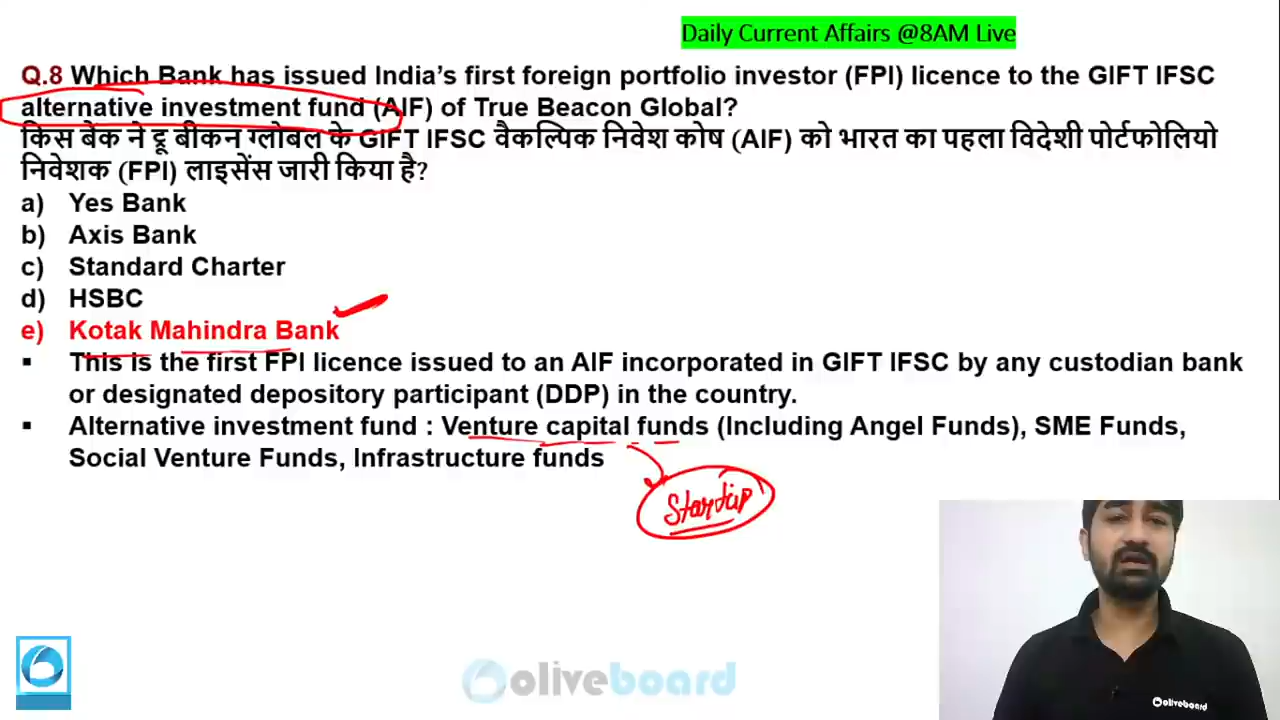 Daily Current Affairs @8AM Live
Q.8 Which Bank has issued India's first foreign portfolio investor (FPI) licence to the GIFT IFSC
alternative investment fund (AIF) of True Beacon Global?
किस बैंक ने ट्रू बीकन ग्लोबल के GIFT IFSC वैकल्पिक निवेश कोष (AIF) को भारत का पहला विदेशी पोर्टफोलियो
निवेशक (FPI) लाइसेंस जारी किया है?
a) Yes Bank
b) Axis Bank
c) Standard Charter
d) HSBC
e) Kotak Mahindra Bank
▪ This is the first FPI licence issued to an AIF incorporated in GIFT IFSC by any custodian bank
or designated depository participant (DDP) in the country.
▪ Alternative investment fund : Venture capital funds (Including Angel Funds), SME Funds,
Social Venture Funds, Infrastructure funds
Startup
oliveboard
oliveboard